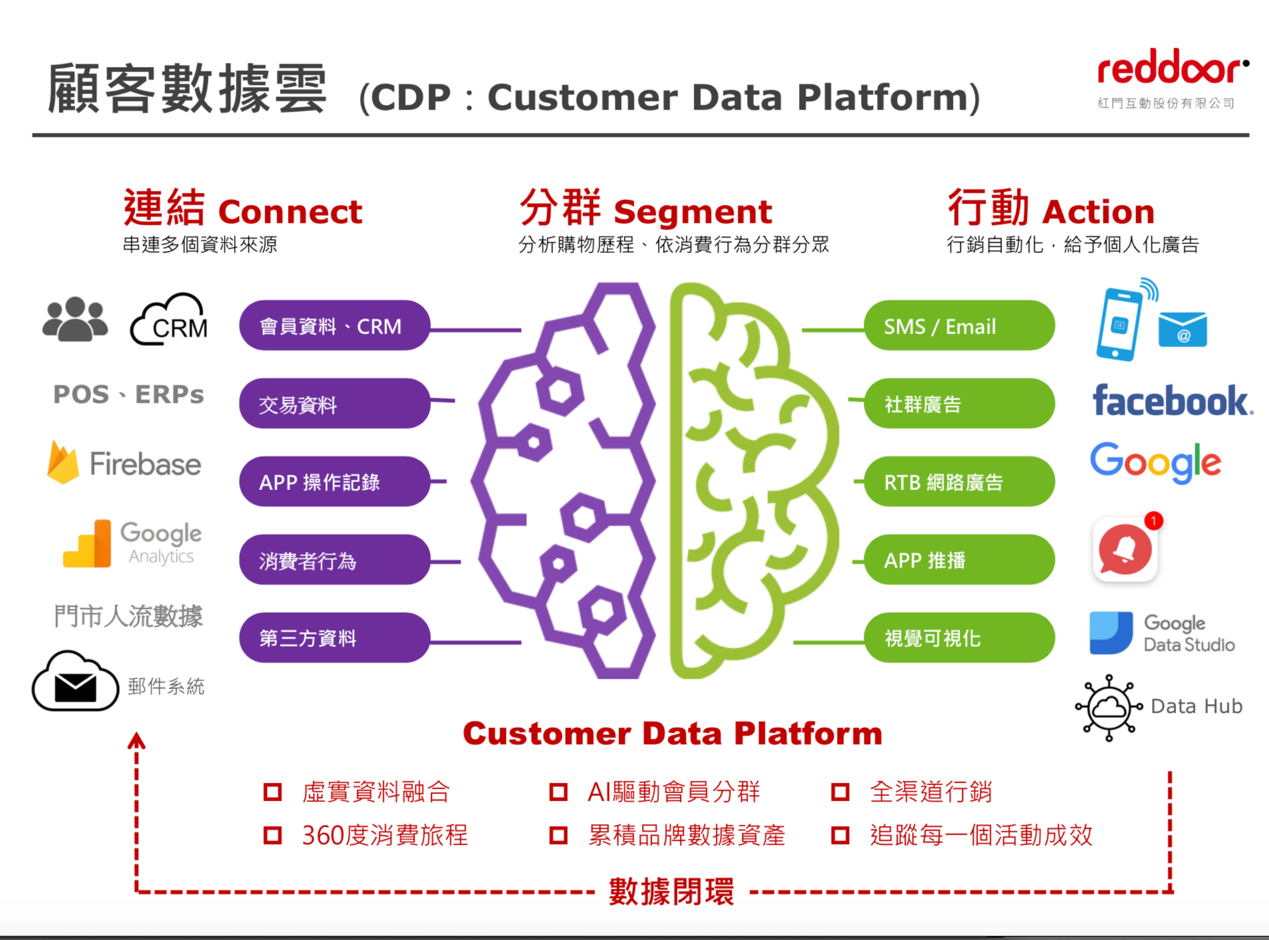 顧客數據雲 (CDP：Customer Data Platform)
reddoor
紅門互動股份有限公司
連結 Connect
串連多個資料來源
分群 Segment
分析購物歷程、依消費行為分群分眾
行動 Action
行銷自動化．給予個人化廣告
CRM
會員資料、CRM
POS、ERPs
交易資料
Firebase
APP 操作記錄
Google
Analytics
消費者行為
門市人流數據
第三方資料
郵件系統
SMS / Email
@
社群廣告
facebook.
RTB 網路廣告
Google
APP 推播
1
視覺可視化
Google
Data Studio
Data Hub
Customer Data Platform
虛實資料融合
AI驅動會員分群
全渠道行銷
360度消費旅程
累積品牌數據資產
追蹤每一個活動成效
數據閉環